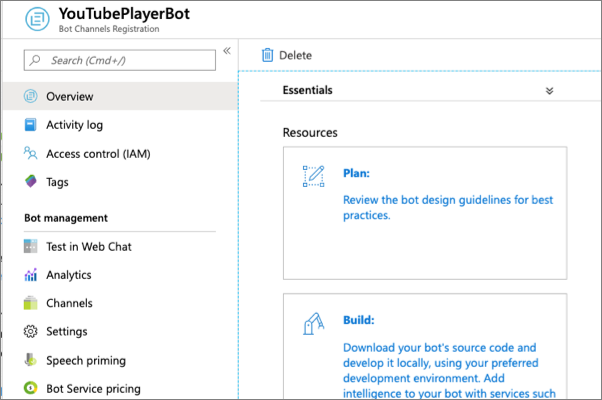 YouTubePlayerBot
Bot Channels Registration
Search (Cmd+/)
«
Overview
Activity log
Access control (IAM)
Tags
Bot management
Test in Web Chat
Analytics
Channels
Settings
Speech priming
Bot Service pricing
Delete
Essentials
Resources
Plan:
Review the bot design guidelines for best
practices.
Build:
Download your bot's source code and
develop it locally, using your preferred
development environment. Add
intelligence to your bot with services such